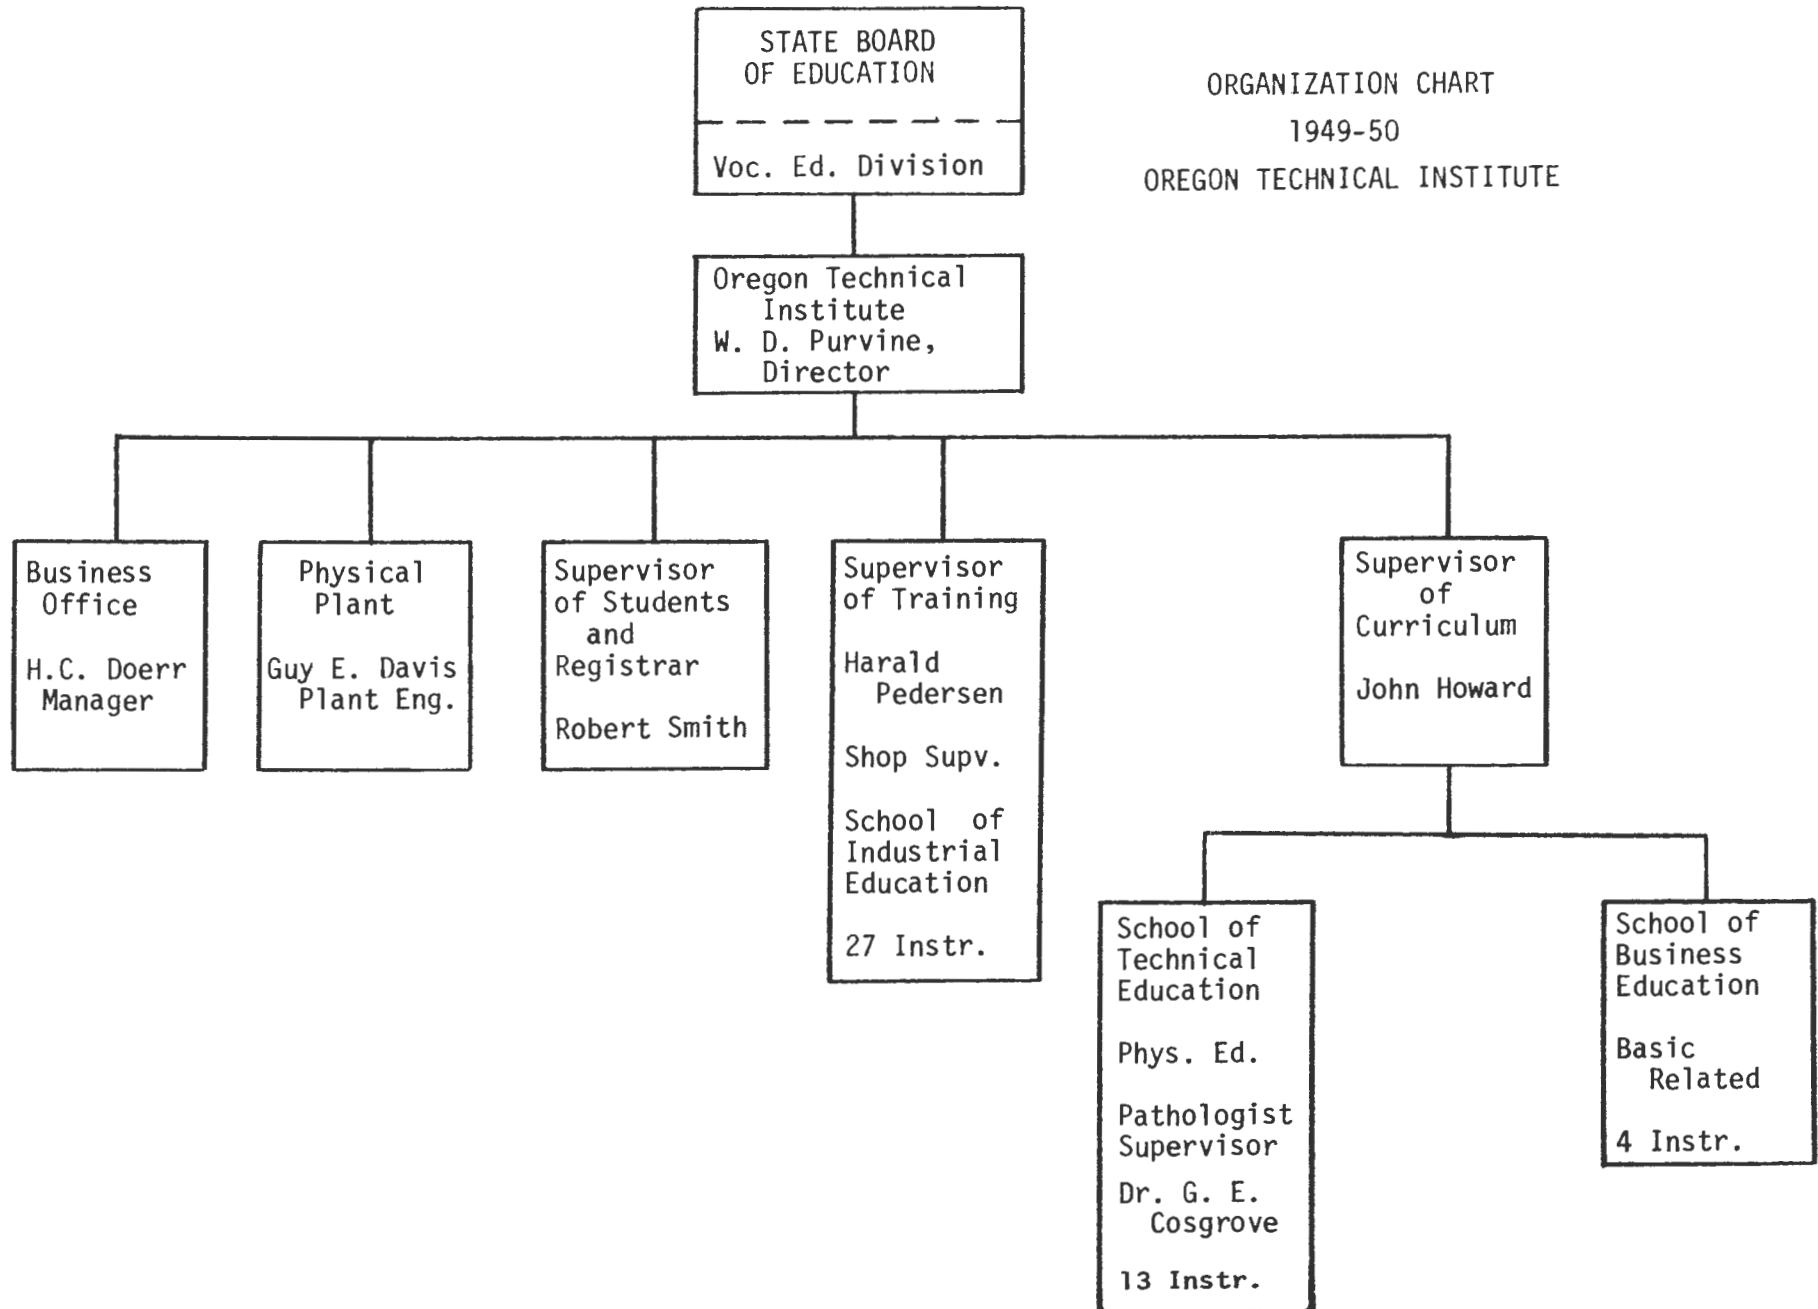 STATE BOARD
OF EDUCATION
Voc. Ed. Division
ORGANIZATION CHART
1949-50
OREGON TECHNICAL INSTITUTE
Oregon Technical
Institute
W. D. Purvine,
Director
Business
Office
H.C. Doerr
Manager
Physical
Plant
Guy E. Davis
Plant Eng.
Supervisor
of Students
and
Registrar
Robert Smith
Supervisor
of Training
Harald
Pedersen
Shop Supv.
School of
Industrial
Education
27 Instr.
Supervisor
of
Curriculum
John Howard
School of
Technical
Education
Phys. Ed.
Pathologist
Supervisor
Dr. G. E.
Cosgrove
13 Instr.
School of
Business
Education
Basic
Related
4 Instr.